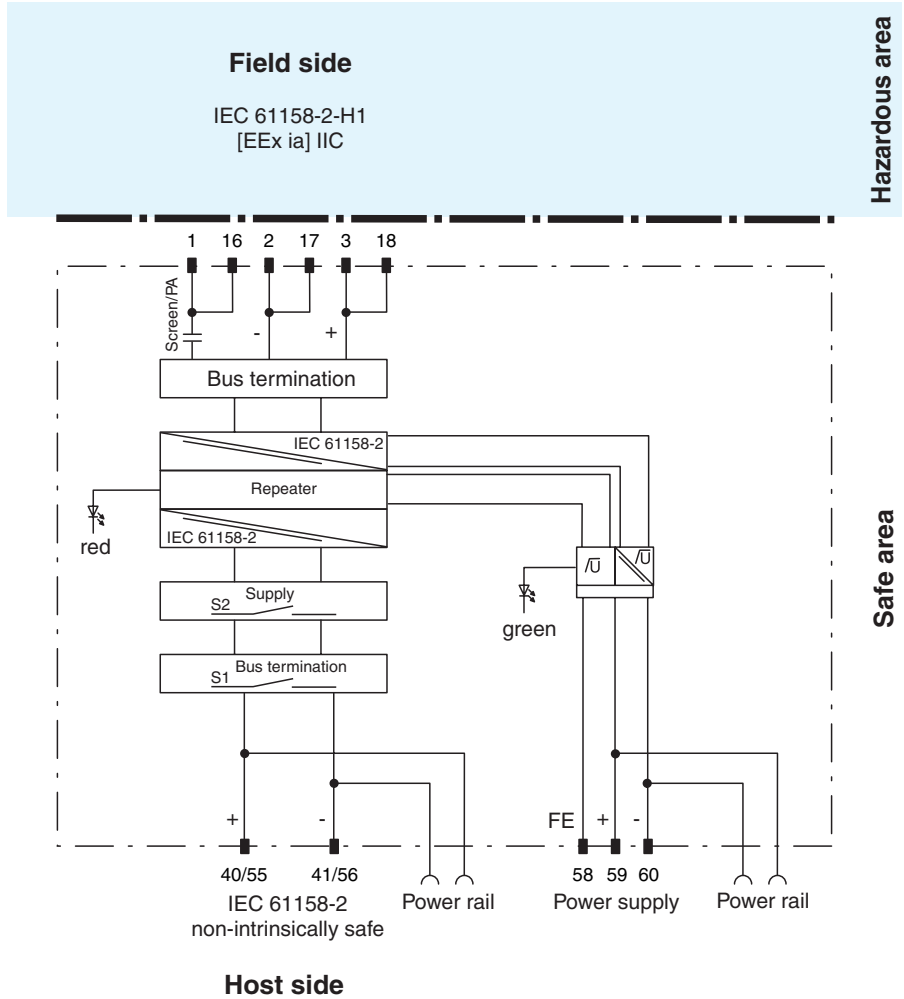 Field side
Hazardous area
IEC 61158-2-H1
[EEx ia] IIC
1 16 2 17 3 18
Screen/PA
- +
Bus termination
IEC 61158-2
Repeater
IEC 61158-2
red
/U̅ /U̅
Supply
S2
green
Safe area
Bus termination
S1
+ - FE + -
40/55 41/56 58 59 60
IEC 61158-2
non-intrinsically safe
Power rail
Power supply
Power rail
Host side